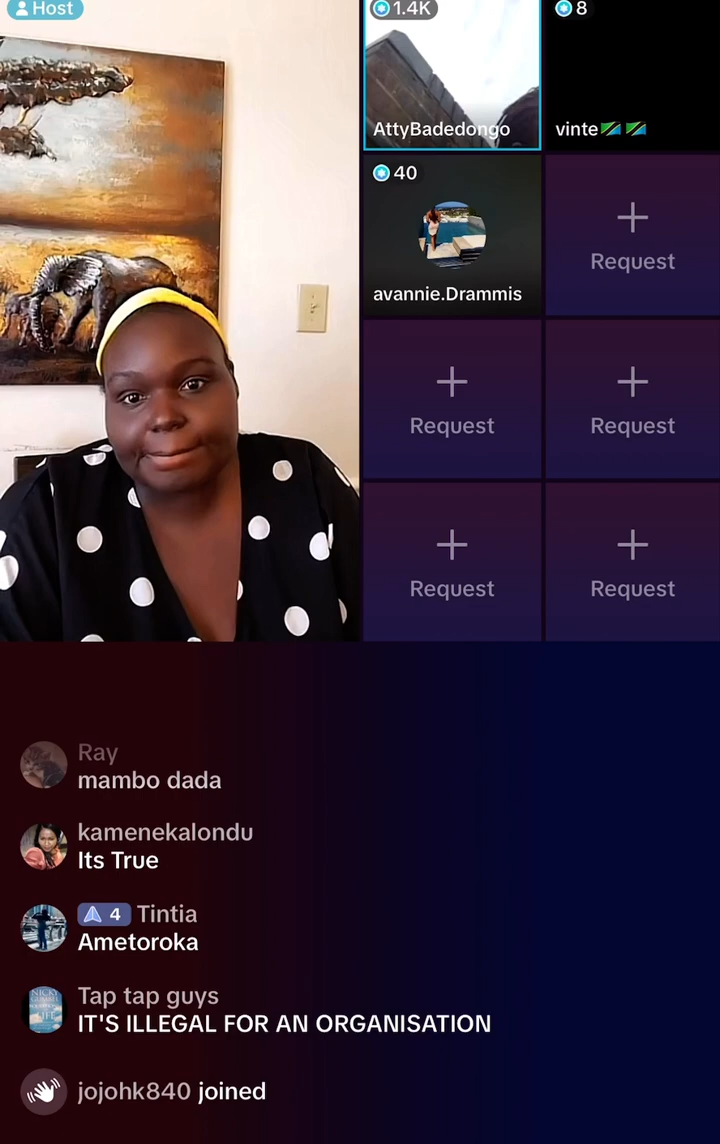 Host
1.4K
8
AttyBadedongo
vinte
40
avannie.Drammis
Request
Request
Request
Request
Request
Ray
mambo dada
kamenekalondu
Its True
4 Tintia
Ametoroka
Tap tap guys
IT'S ILLEGAL FOR AN ORGANISATION
jojohk840 joined